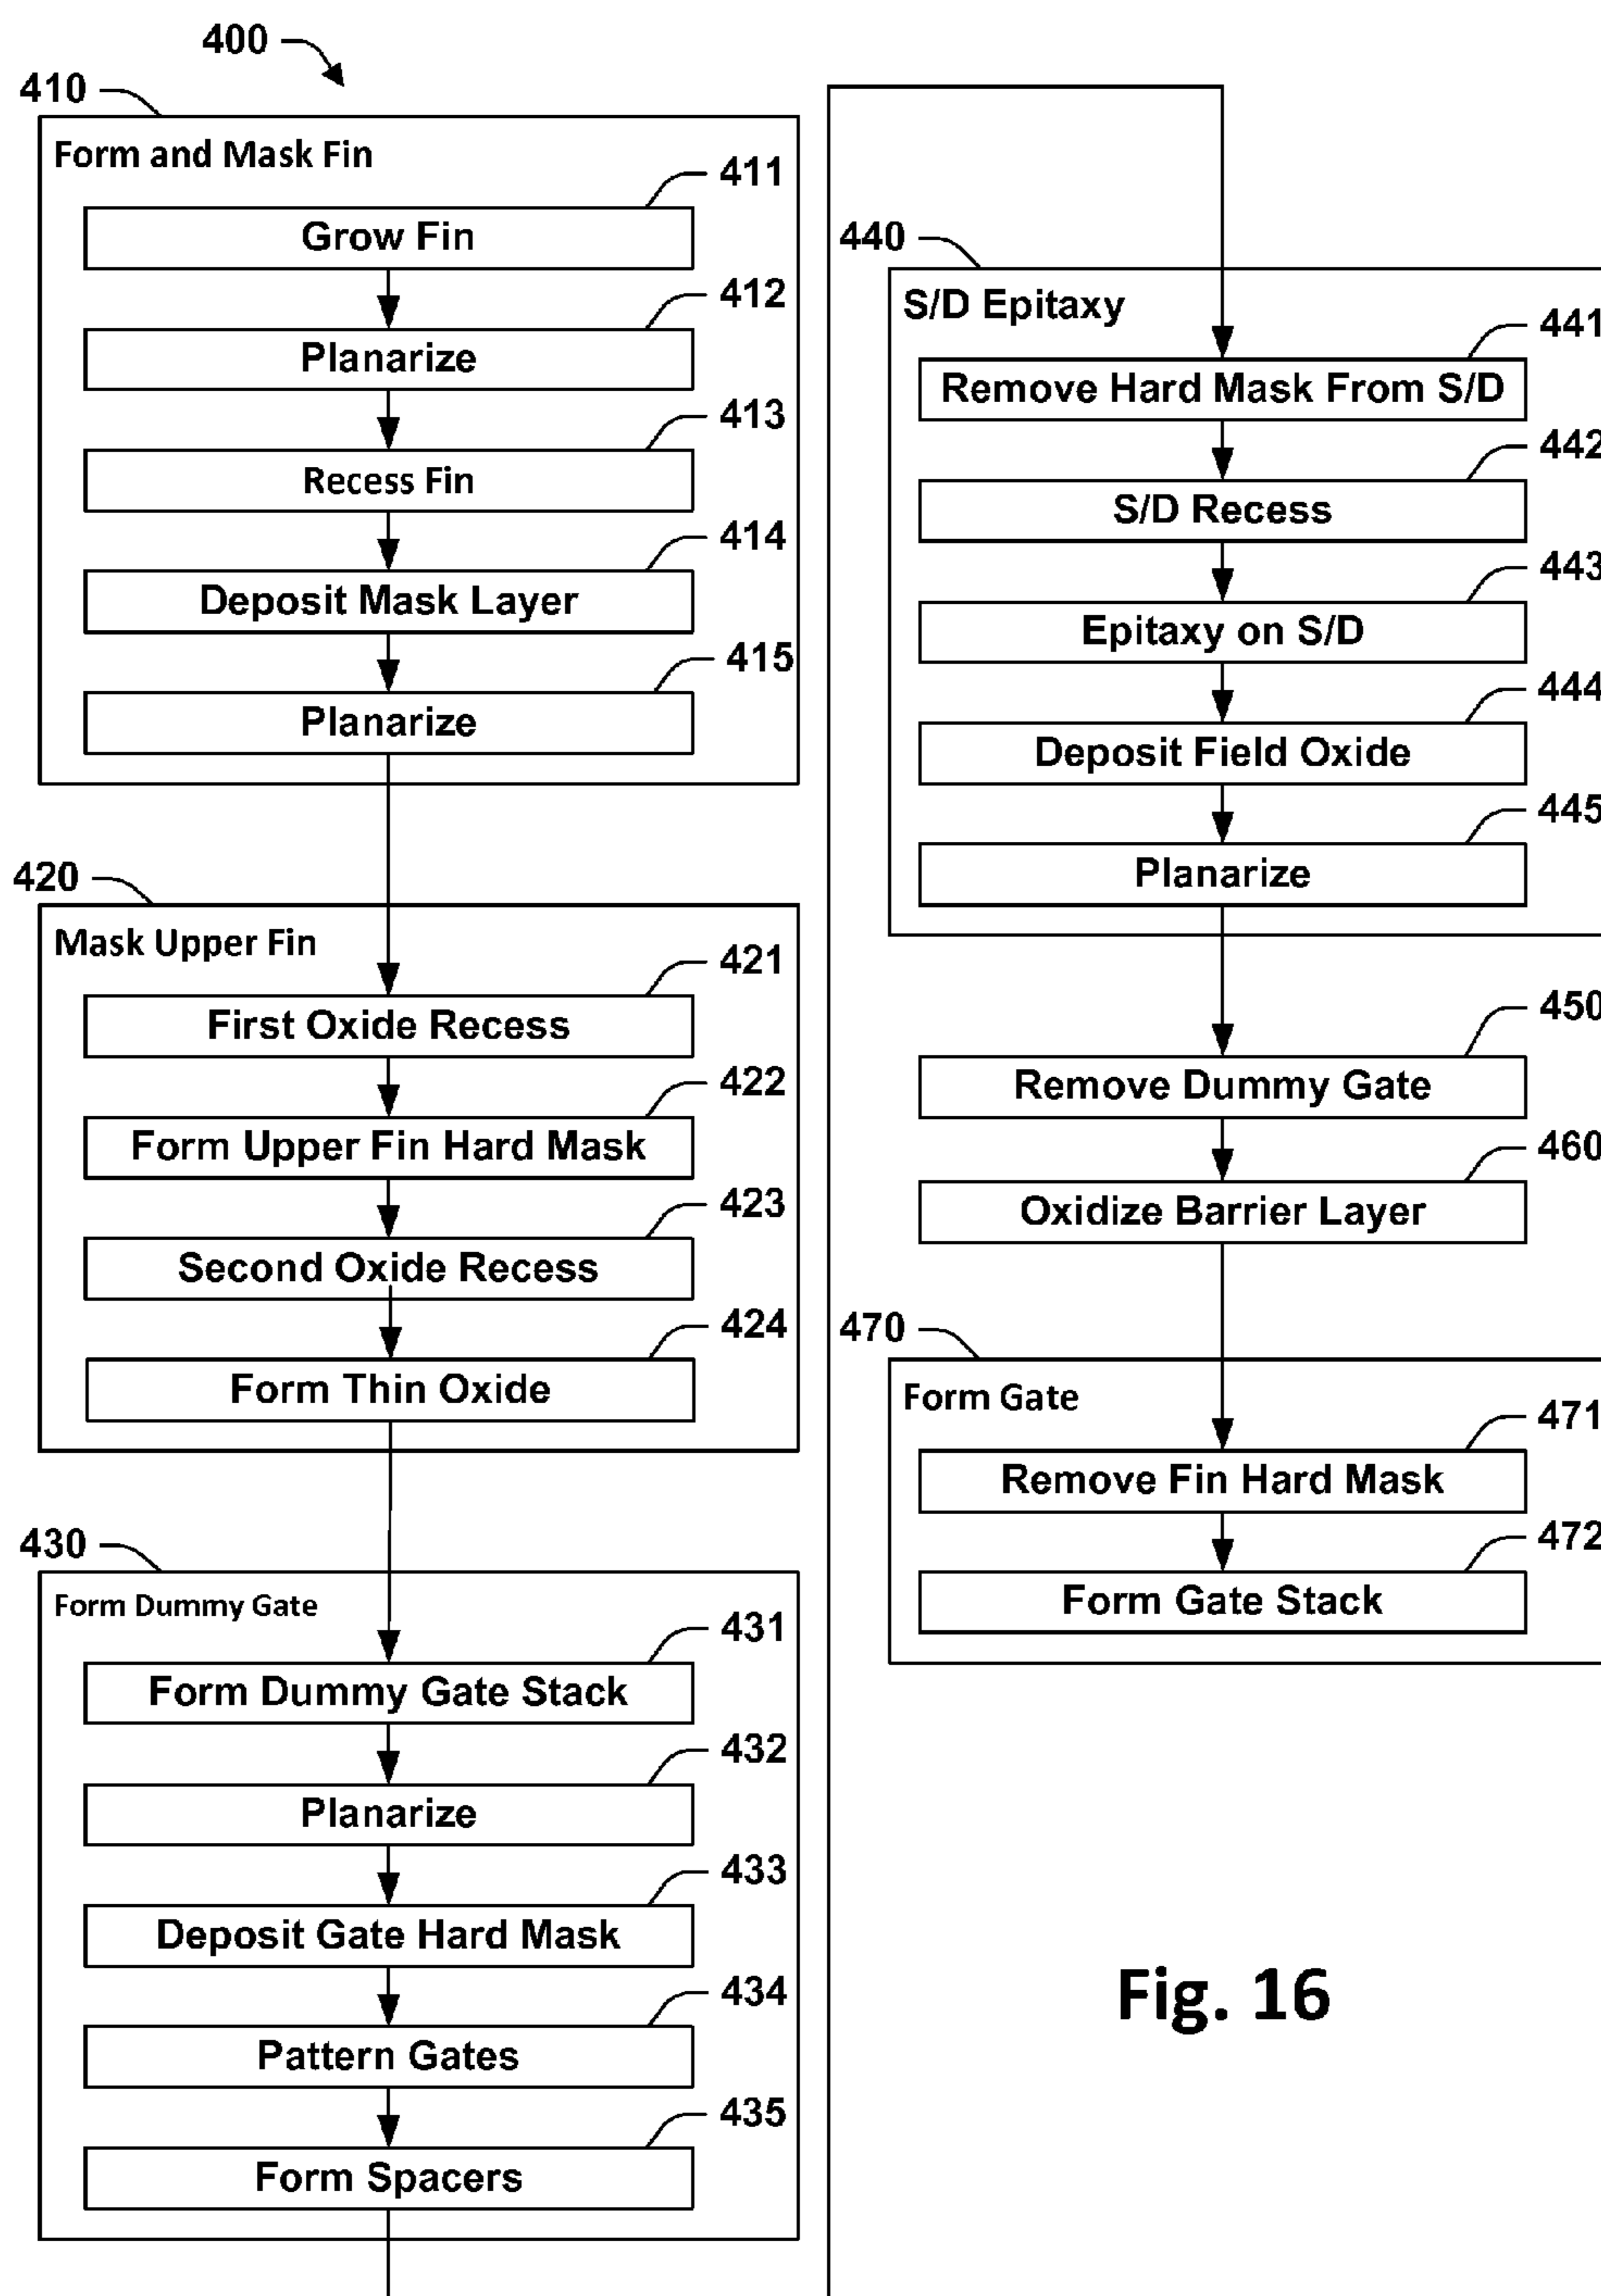 400
410
Form and Mask Fin
411
Grow Fin
412
Planarize
413
Recess Fin
414
Deposit Mask Layer
415
Planarize
420
Mask Upper Fin
421
First Oxide Recess
422
Form Upper Fin Hard Mask
423
Second Oxide Recess
424
Form Thin Oxide
430
Form Dummy Gate
431
Form Dummy Gate Stack
432
Planarize
433
Deposit Gate Hard Mask
434
Pattern Gates
435
Form Spacers
440
S/D Epitaxy
441
Remove Hard Mask From S/D
442
S/D Recess
443
Epitaxy on S/D
444
Deposit Field Oxide
445
Planarize
450
Remove Dummy Gate
460
Oxidize Barrier Layer
470
Form Gate
471
Remove Fin Hard Mask
472
Form Gate Stack
Fig. 16